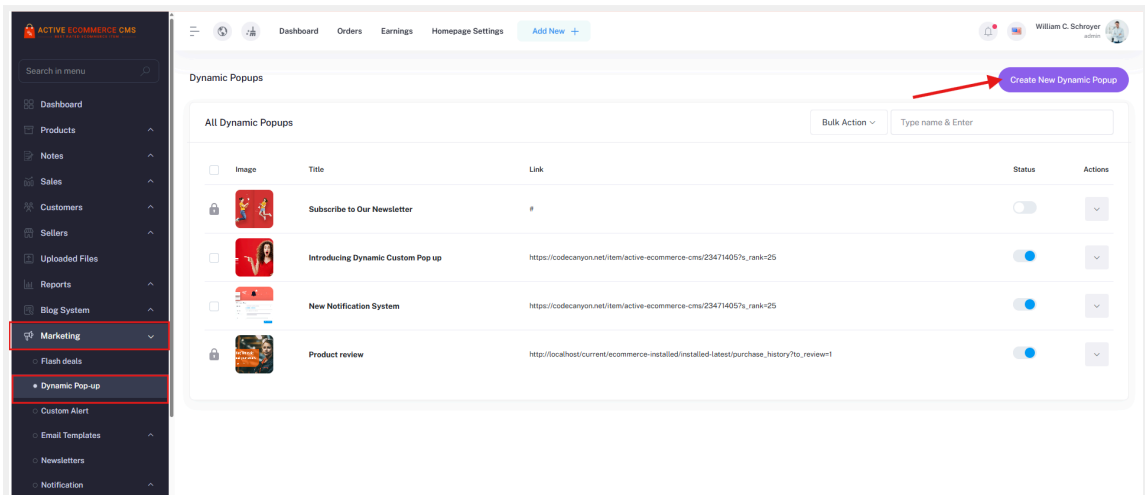 ACTIVE ECOMMERCE CMS
Search in menu
Dashboard
Products
Notes
Sales
Customers
Sellers
Uploaded Files
Reports
Blog System
Marketing
Flash deals
Dynamic Pop-up
Custom Alert
Email Templates
Newsletters
Notification
Dashboard Orders Earnings Homepage Settings Add New +
William C. Schroyer
admin
Dynamic Popups
Create New Dynamic Popup
All Dynamic Popups
Bulk Action
Type name & Enter
Image Title Link Status Actions
Subscribe to Our Newsletter #
Introducing Dynamic Custom Pop up https://codecanyon.net/item/active-ecommerce-cms/23471405?s_rank=25
New Notification System https://codecanyon.net/item/active-ecommerce-cms/23471405?s_rank=25
Product review http://localhost/current/ecommerce-installed/installed-latest/purchase_history?to_review=1